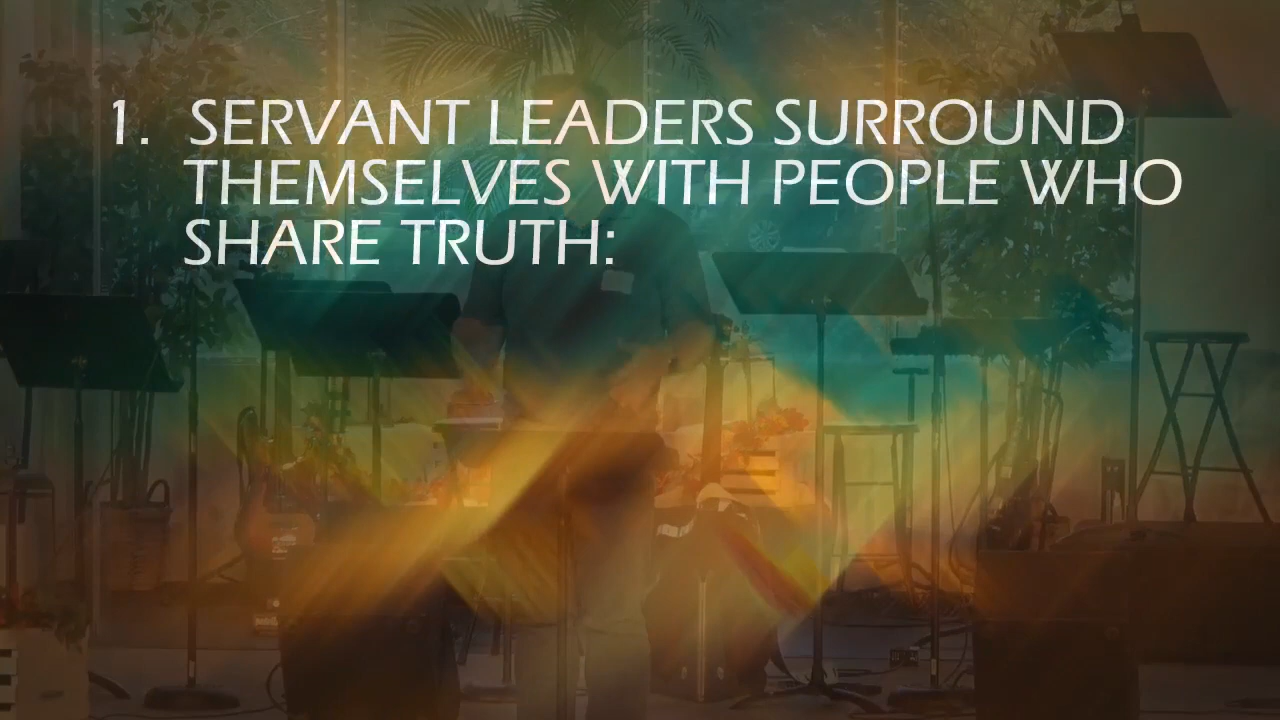 1. SERVANT LEADERS SURROUND
THEMSELVES WITH PEOPLE WHO
SHARE TRUTH: